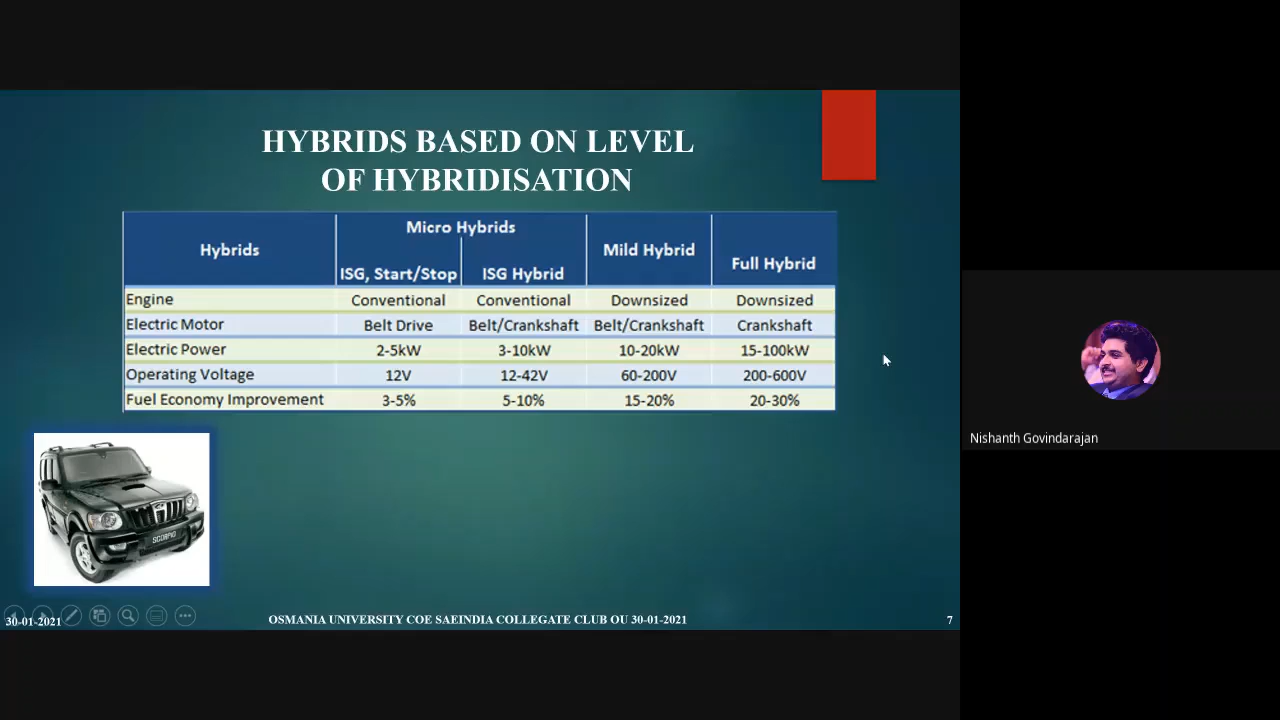 HYBRIDS BASED ON LEVEL
OF HYBRIDISATION
Hybrids Micro Hybrids Mild Hybrid Full Hybrid
ISG, Start/Stop ISG Hybrid
Engine Conventional Conventional Downsized Downsized
Electric Motor Belt Drive Belt/Crankshaft Belt/Crankshaft Crankshaft
Electric Power 2-5kW 3-10kW 10-20kW 15-100kW
Operating Voltage 12V 12-42V 60-200V 200-600V
Fuel Economy Improvement 3-5% 5-10% 15-20% 20-30%
SCORPIO
30-01-2021 OSMANIA UNIVERSITY COE SAEINDIA COLLEGATE CLUB OU 30-01-2021 7
Nishanth Govindarajan